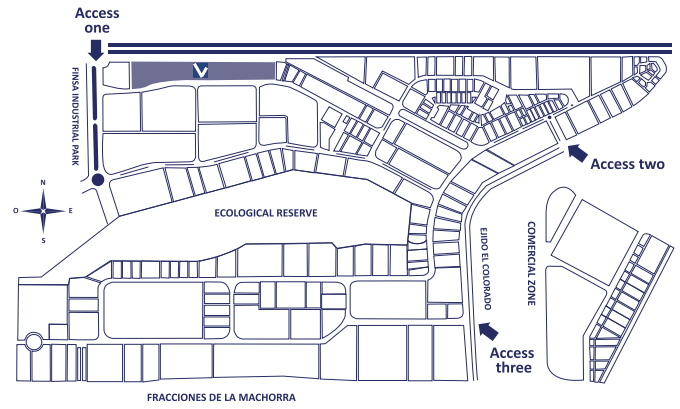 Access
one
FINSA INDUSTRIAL PARK
Access two
N
O
E
S
ECOLOGICAL RESERVE
EJIDO EL COLORADO
COMERCIAL ZONE
Access
three
FRACCIONES DE LA MACHORRA